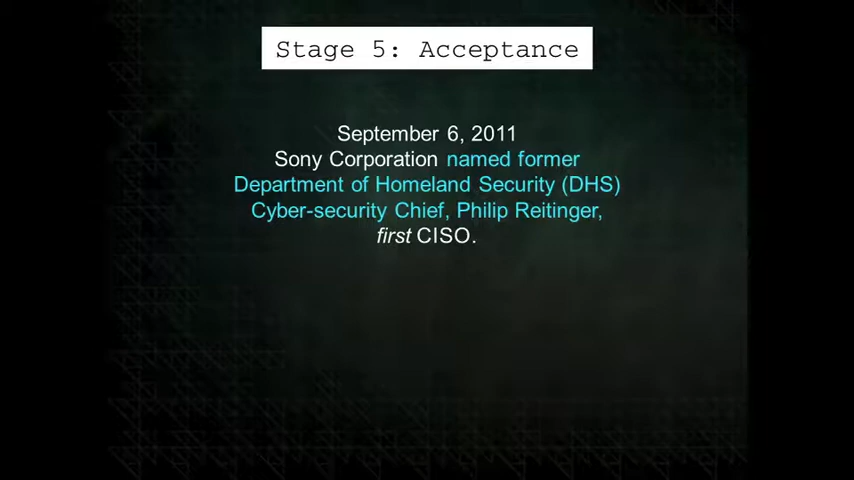 Stage 5: Acceptance
September 6, 2011
Sony Corporation named former
Department of Homeland Security (DHS)
Cyber-security Chief, Philip Reitinger,
first CISO.